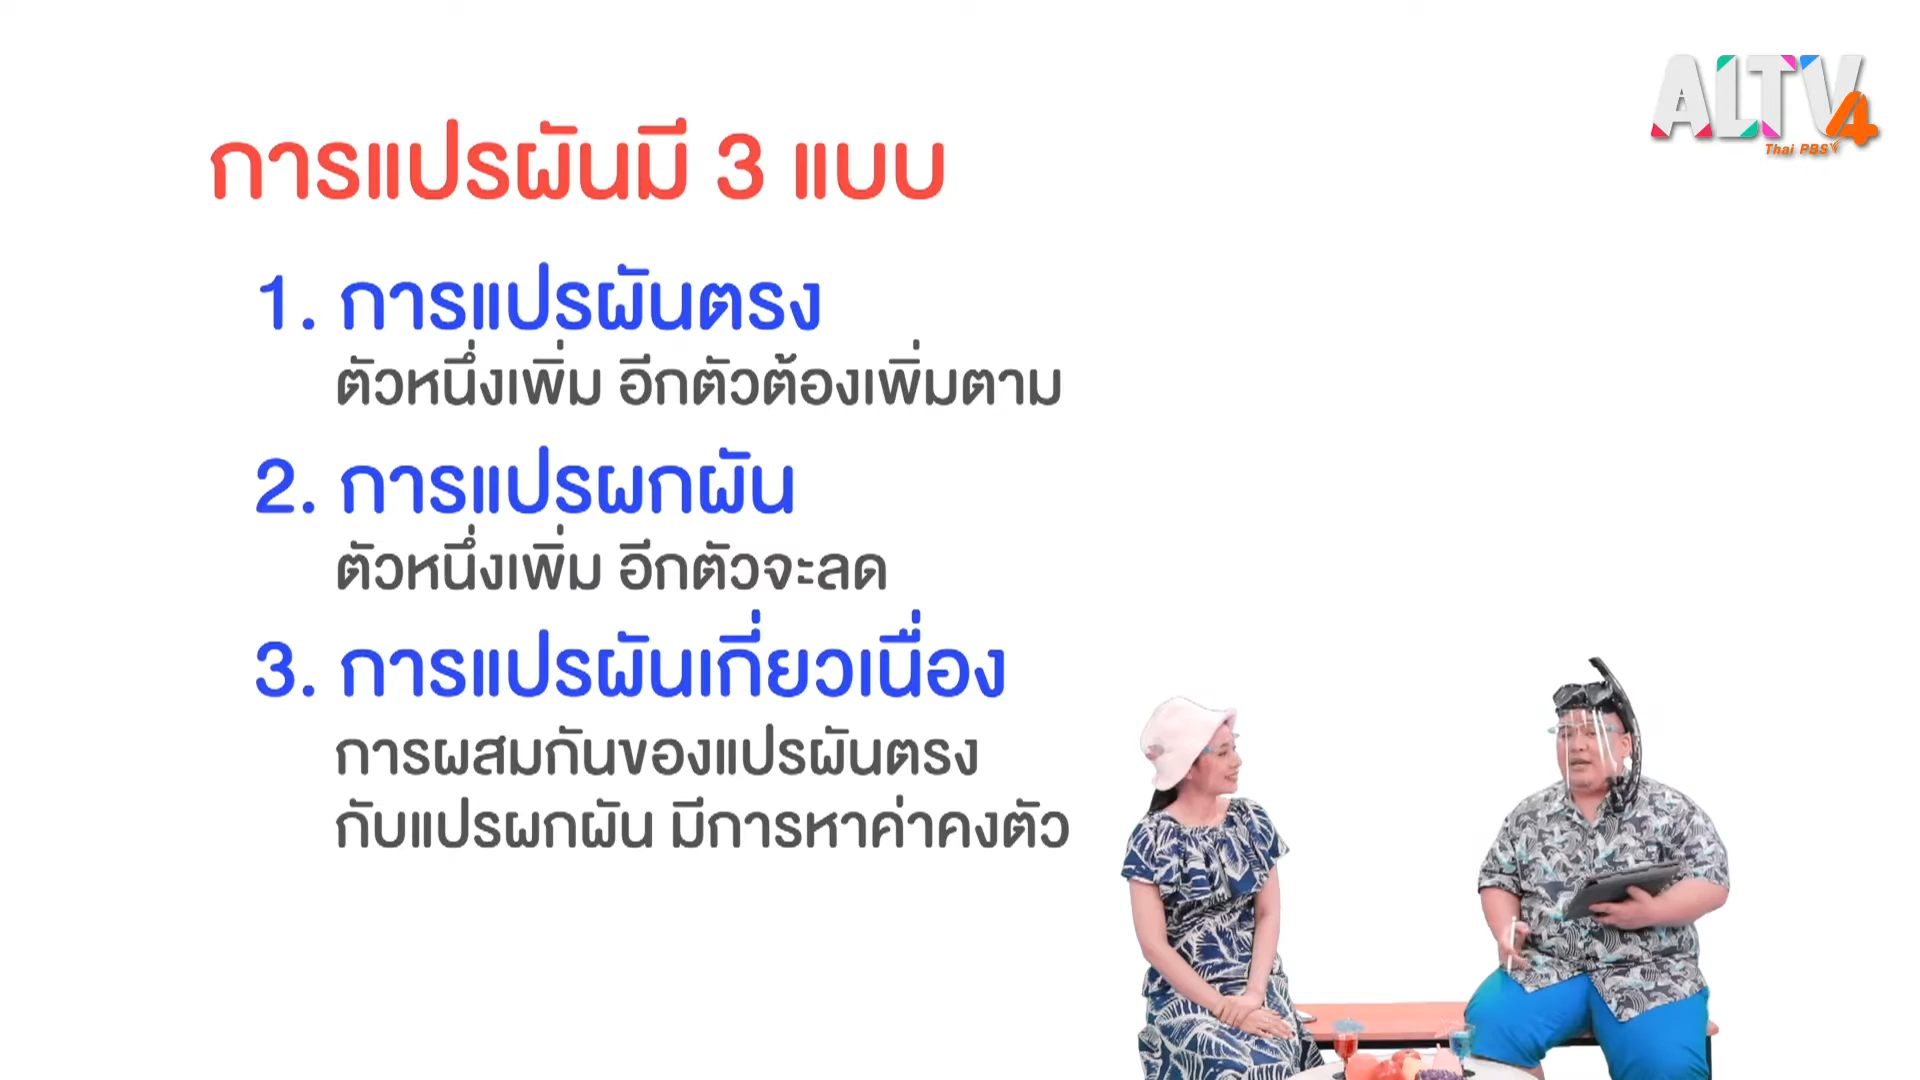 ALTV4
Thai PBS
การแปรผันมี 3 แบบ
1. การแปรผันตรง
ตัวหนึ่งเพิ่ม อีกตัวต้องเพิ่มตาม
2. การแปรผกผัน
ตัวหนึ่งเพิ่ม อีกตัวจะลด
3. การแปรผันเกี่ยวเนื่อง
การผสมกันของแปรผันตรง
กับแปรผกผัน มีการหาค่าคงตัว